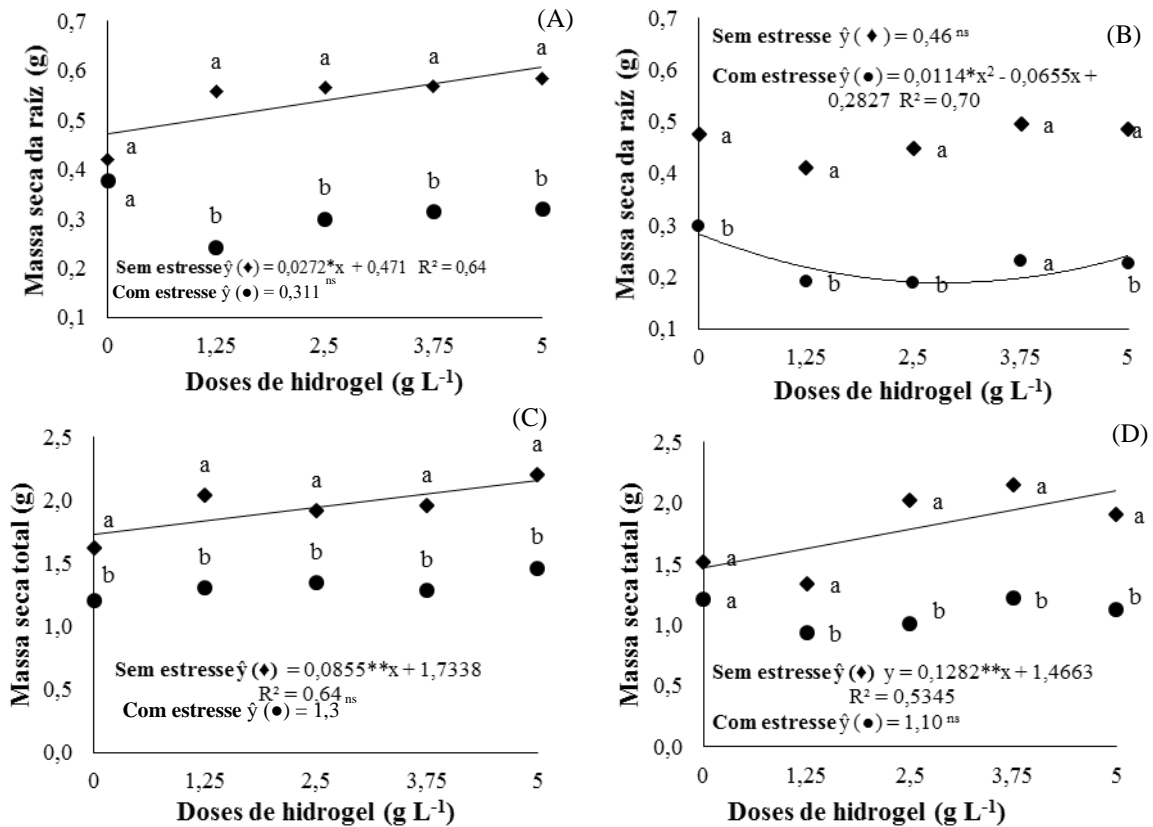 (A)
Massa seca da raíz (g)
0,7
0,6
0,5
0,4
0,3
0,2
0,1
a a a a
a
a
b b b b
Sem estresse ŷ (♦) = 0,0272*x + 0,471 R² = 0,64
Com estresse ŷ (●) = 0,311 ns
0 1,25 2,5 3,75 5
Doses de hidrogel (g L-1)
(B)
Massa seca da raíz (g)
0,7
0,6
0,5
0,4
0,3
0,2
0,1
Sem estresse ŷ (♦) = 0,46 ns
Com estresse ŷ (●) = 0,0114*x² - 0,0655x +
0,2827 R² = 0,70
a a a a a
b b b a b
0 1,25 2,5 3,75 5
Doses de hidrogel (g L-1)
(C)
Massa seca total (g)
2,5
2,0
1,5
1,0
0,5
0,0
a a a a a
b b b b b
Sem estresse ŷ (♦) = 0,0855**x + 1,7338
R² = 0,64
Com estresse ŷ (●) = 1,3 ns
0 1,25 2,5 3,75 5
Doses de hidrogel (g L-1)
(D)
Massa seca tatal (g)
2,5
2,0
1,5
1,0
0,5
0,0
a a a a a
a b b b b
Sem estresse ŷ (♦) y = 0,1282**x + 1,4663
R² = 0,5345
Com estresse ŷ (●) = 1,10 ns
0 1,25 2,5 3,75 5
Doses de hidrogel (g L-1)